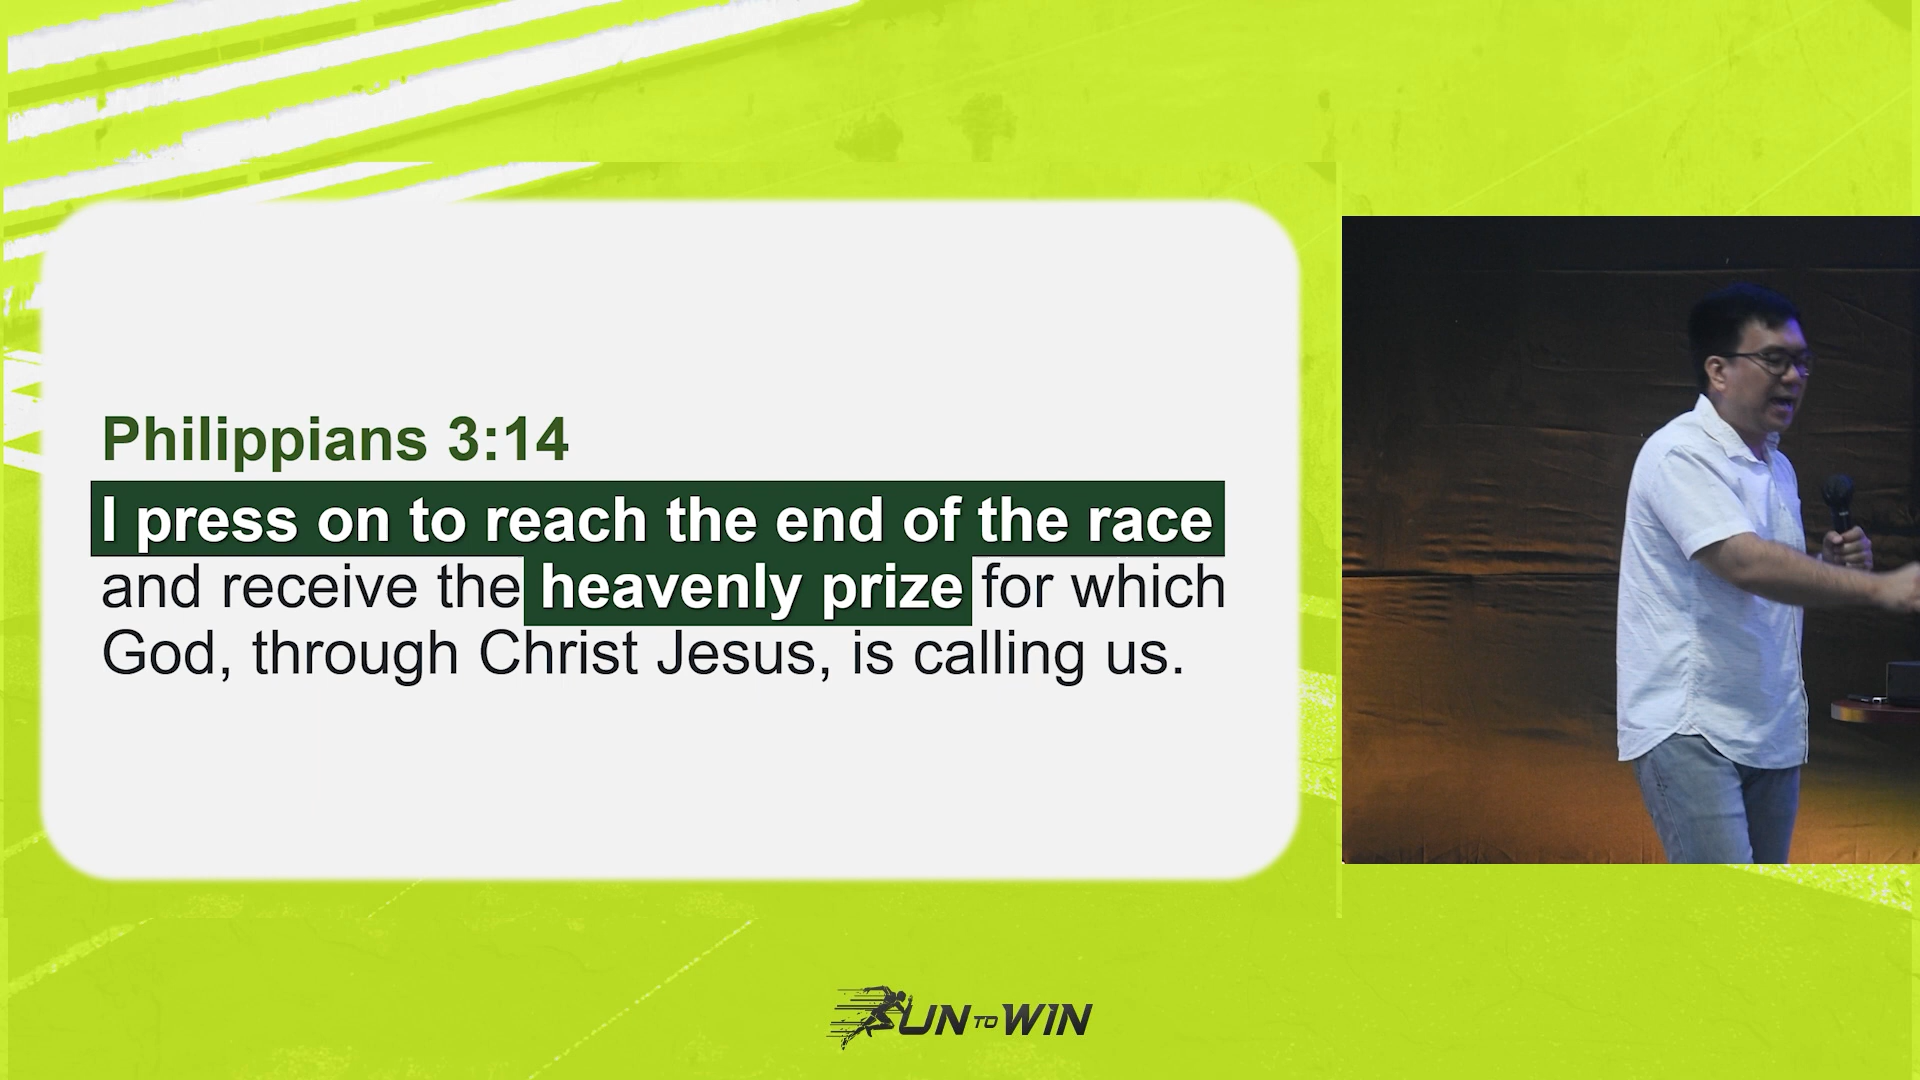 Philippians 3:14
I press on to reach the end of the race
and receive the heavenly prize for which
God, through Christ Jesus, is calling us.
RUN TO WIN